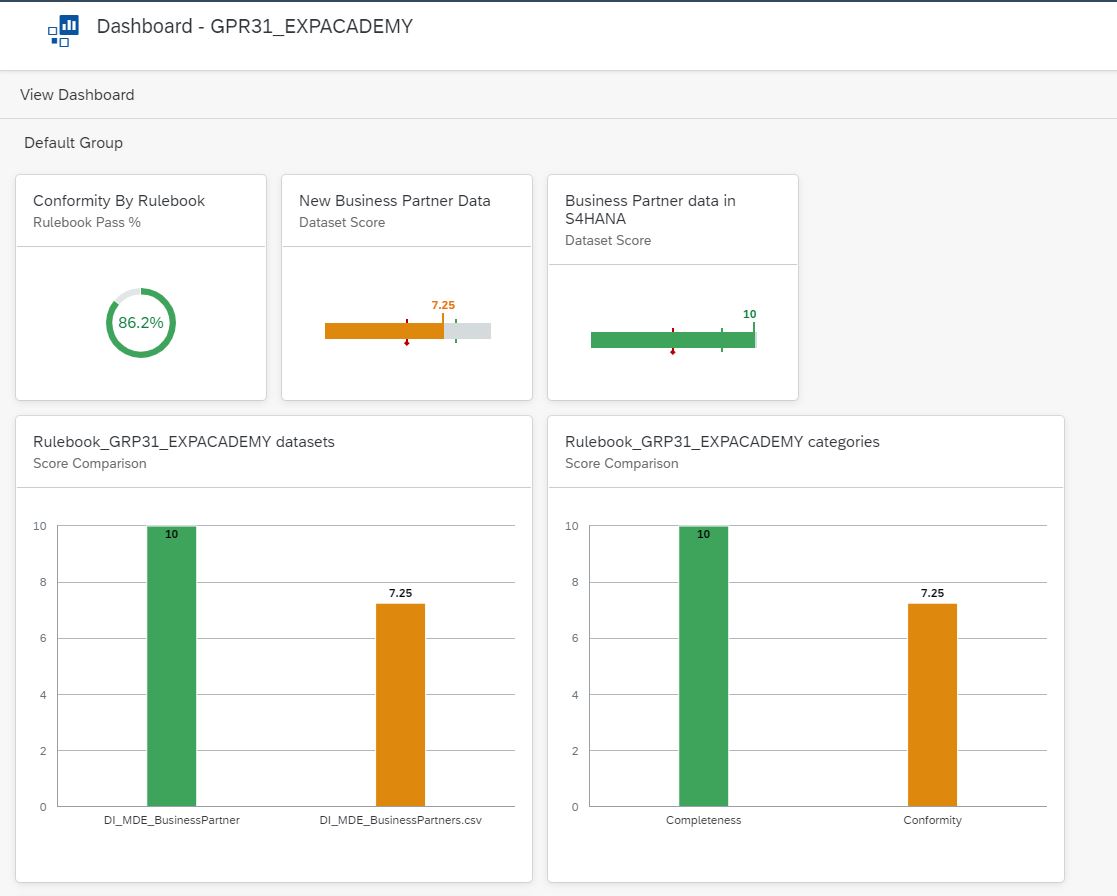 Dashboard - GPR31_EXPACADEMY
View Dashboard
Default Group
Conformity By Rulebook
Rulebook Pass %
86.2%
New Business Partner Data
Dataset Score
7.25
Business Partner data in
S4HANA
Dataset Score
10
Rulebook_GRP31_EXPACADEMY datasets
Score Comparison
10
8
6
4
2
0
10
7.25
DI_MDE_BusinessPartner
DI_MDE_BusinessPartners.csv
Rulebook_GRP31_EXPACADEMY categories
Score Comparison
10
8
6
4
2
0
10
7.25
Completeness
Conformity